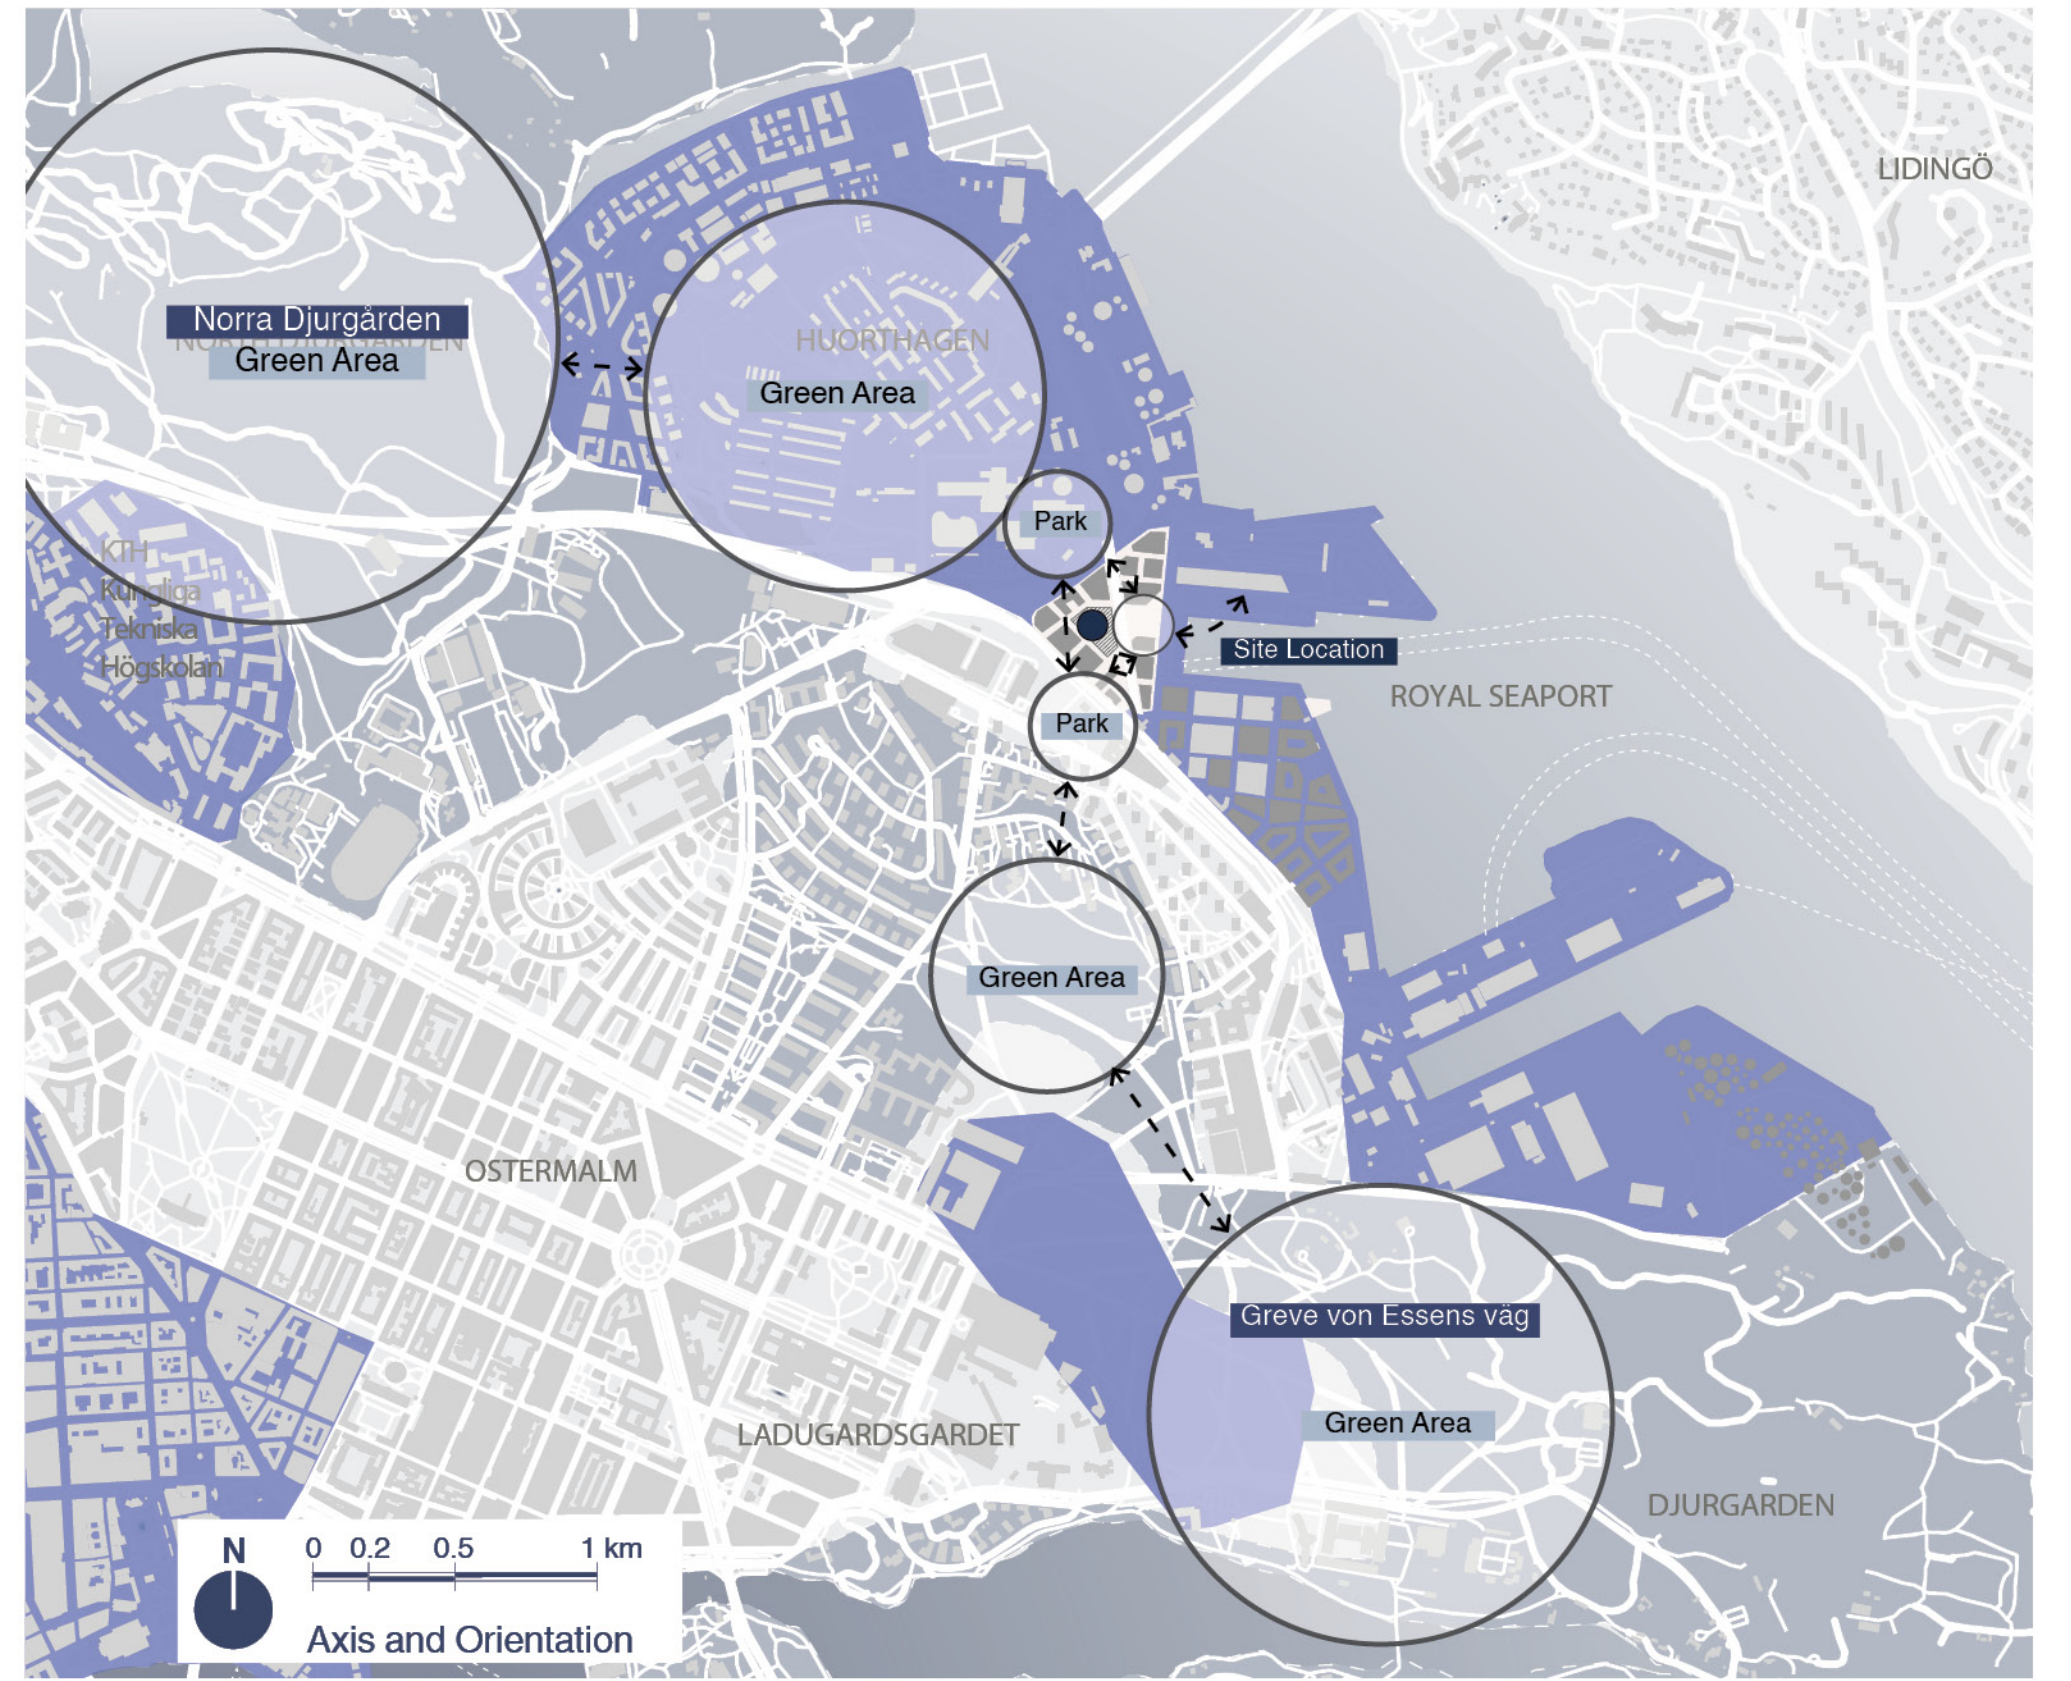 LIDINGÖ
Norra Djurgården
NORTH DJURGARDEN
Green Area
HUORTHAGEN
Green Area
Park
KTH
Kungliga
Tekniska
Högskolan
Site Location
ROYAL SEAPORT
Park
Green Area
OSTERMALM
Greve von Essens väg
Green Area
LADUGARDSGARDET
DJURGARDEN
N
0 0.2 0.5 1 km
Axis and Orientation